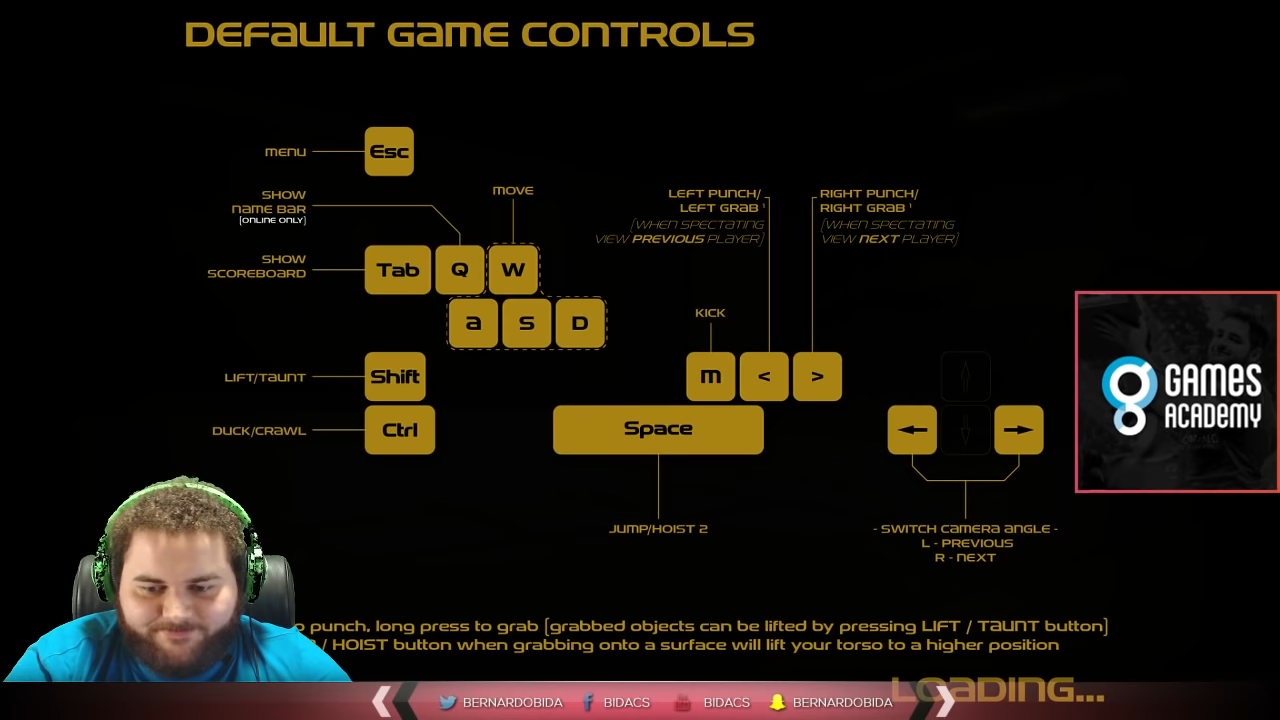 DEFAULT GAME CONTROLS
MENU
Esc
SHOW
NAME BAR
[ONLINE ONLY]
MOVE
LEFT PUNCH/
LEFT GRAB ¹
[WHEN SPECTATING
VIEW PREVIOUS PLAYER]
RIGHT PUNCH/
RIGHT GRAB ¹
[WHEN SPECTATING
VIEW NEXT PLAYER]
SHOW
SCOREBOARD
Tab
Q
W
A
S
D
KICK
LIFT/TAUNT
Shift
M
<
>
DUCK/CRAWL
Ctrl
Space
GAMES
ACADEMY
JUMP/HOIST 2
- SWITCH CAMERA ANGLE -
L - PREVIOUS
R - NEXT
punch, long press to grab [grabbed objects can be lifted by pressing LIFT / TAUNT button]
/ HOIST button when grabbing onto a surface will lift your torso to a higher position
LOADING...
BERNARDOBIDA
BIDACS
BIDACS
BERNARDOBIDA